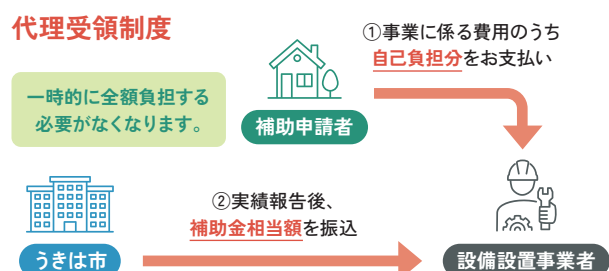 代理受領制度
①事業に係る費用のうち
自己負担分をお支払い
一時的に全額負担する
必要がなくなります。
補助申請者
②実績報告後、
補助金相当額を振込
うきは市
設備設置事業者